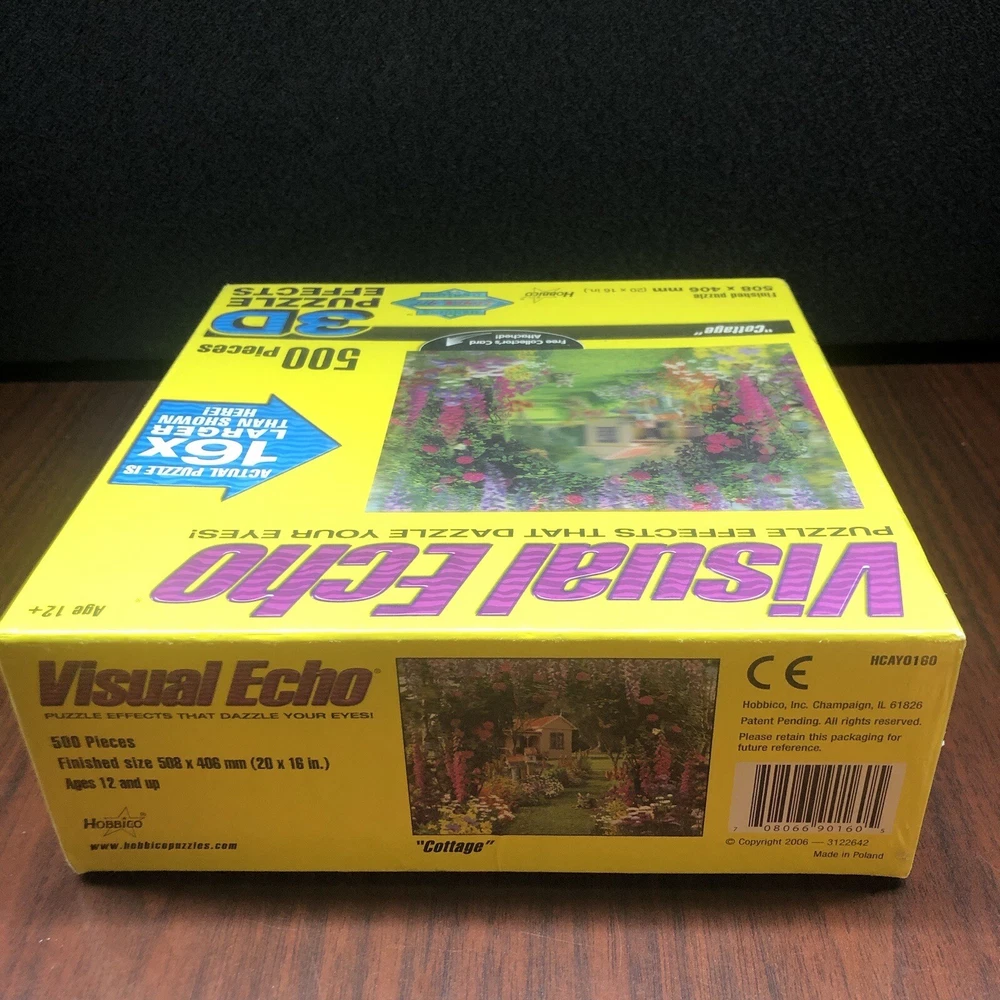 Finished puzzle
508 x 406 mm (20 x 16 in.)
Hobbico
3D
PUZZLE
EFFECTS
"Cottage"
Free Collector's Card
Attached!
500 Pieces
ACTUAL PUZZLE IS
16X
LARGER
THAN SHOWN
HERE!
PUZZLE EFFECTS THAT DAZZLE YOUR EYES!
Visual Echo
Age 12+
Visual Echo®
PUZZLE EFFECTS THAT DAZZLE YOUR EYES!
500 Pieces
Finished size 508 x 406 mm (20 x 16 in.)
Ages 12 and up
HOBBICO®
www.hobbicopuzzles.com
"Cottage"
CE
HCAY0160
Hobbico, Inc. Champaign, IL 61826
Patent Pending. All rights reserved.
Please retain this packaging for
future reference.
7 08066 90160 5
© Copyright 2006 — 3122642
Made in Poland